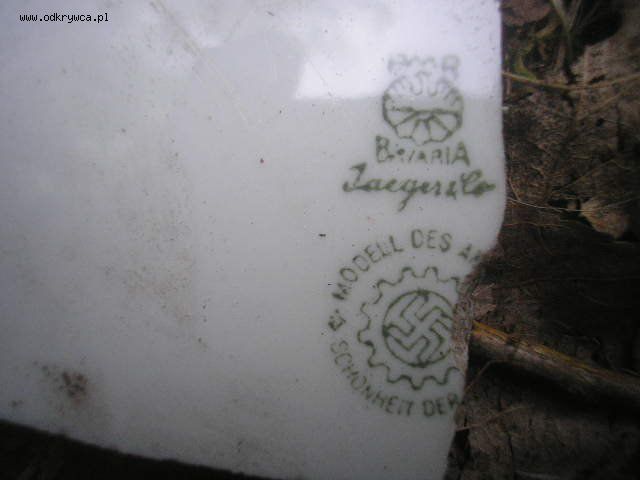 www.odkrywca.pl
BAVARIA
Jaeger & Co
MODELL DES
SCHÖNHEIT DER